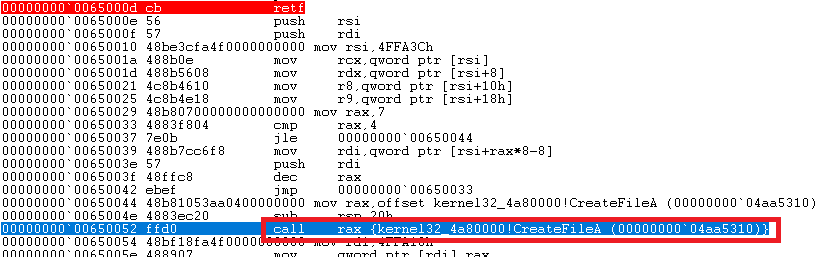 00000000`0065000d cb retf
00000000`0065000e 56 push rsi
00000000`0065000f 57 push rdi
00000000`00650010 48be3cfa4f0000000000 mov rsi,4FFA3Ch
00000000`0065001a 488b0e mov rcx,qword ptr [rsi]
00000000`0065001d 488b5608 mov rdx,qword ptr [rsi+8]
00000000`00650021 4c8b4610 mov r8,qword ptr [rsi+10h]
00000000`00650025 4c8b4e18 mov r9,qword ptr [rsi+18h]
00000000`00650029 48b80700000000000000 mov rax,7
00000000`00650033 4883f804 cmp rax,4
00000000`00650037 7e0b jle 00000000`00650044
00000000`00650039 488b7cc6f8 mov rdi,qword ptr [rsi+rax*8-8]
00000000`0065003e 57 push rdi
00000000`0065003f 48ffc8 dec rax
00000000`00650042 ebef jmp 00000000`00650033
00000000`00650044 48b81053aa0400000000 mov rax,offset kernel32_4a80000!CreateFileA (00000000`04aa5310)
00000000`0065004e 4883ec20 sub rsp,20h
00000000`00650052 ffd0 call rax {kernel32_4a80000!CreateFileA (00000000`04aa5310)}
00000000`00650054 48bf18fa4f0000000000 mov rdi,4FFA18h
00000000`0065005e 488907 mov qword ptr [rdi],rax